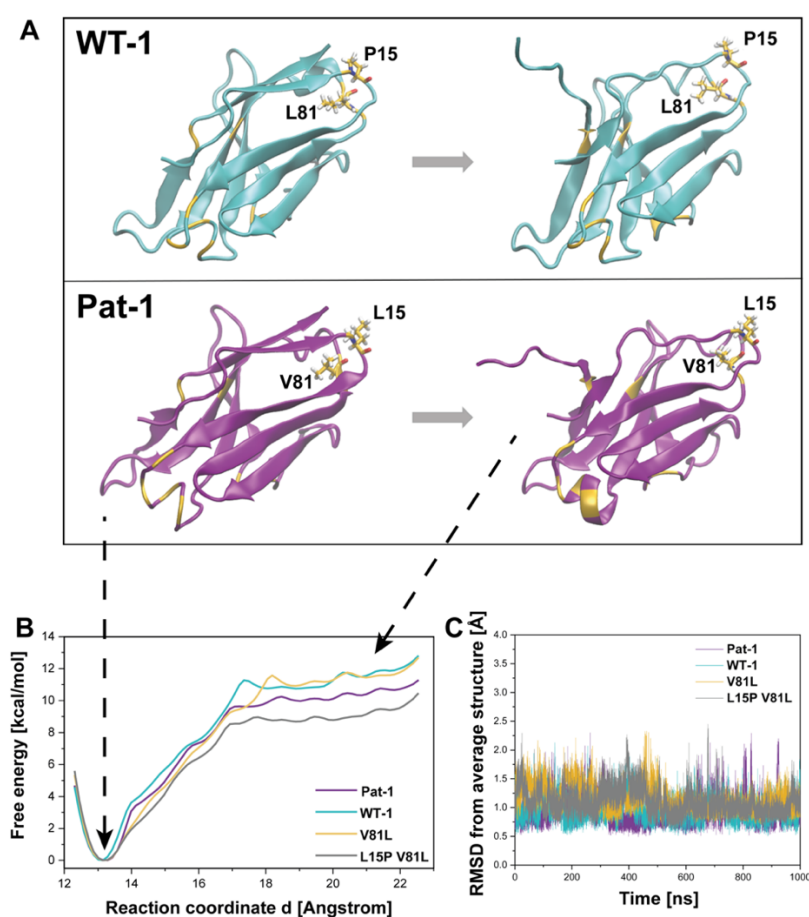 A
WT-1
P15
L81
P15
L81
Pat-1
L15
V81
L15
V81
B
Free energy [kcal/mol]
14
12
10
8
6
4
2
0
12 14 16 18 20 22
Reaction coordinate d [Angstrom]
Pat-1
WT-1
V81L
L15P V81L
C
RMSD from average structure [Å]
4.0
3.5
3.0
2.5
2.0
1.5
1.0
0.5
0.0
0 200 400 600 800 1000
Time [ns]
Pat-1
WT-1
V81L
L15P V81L